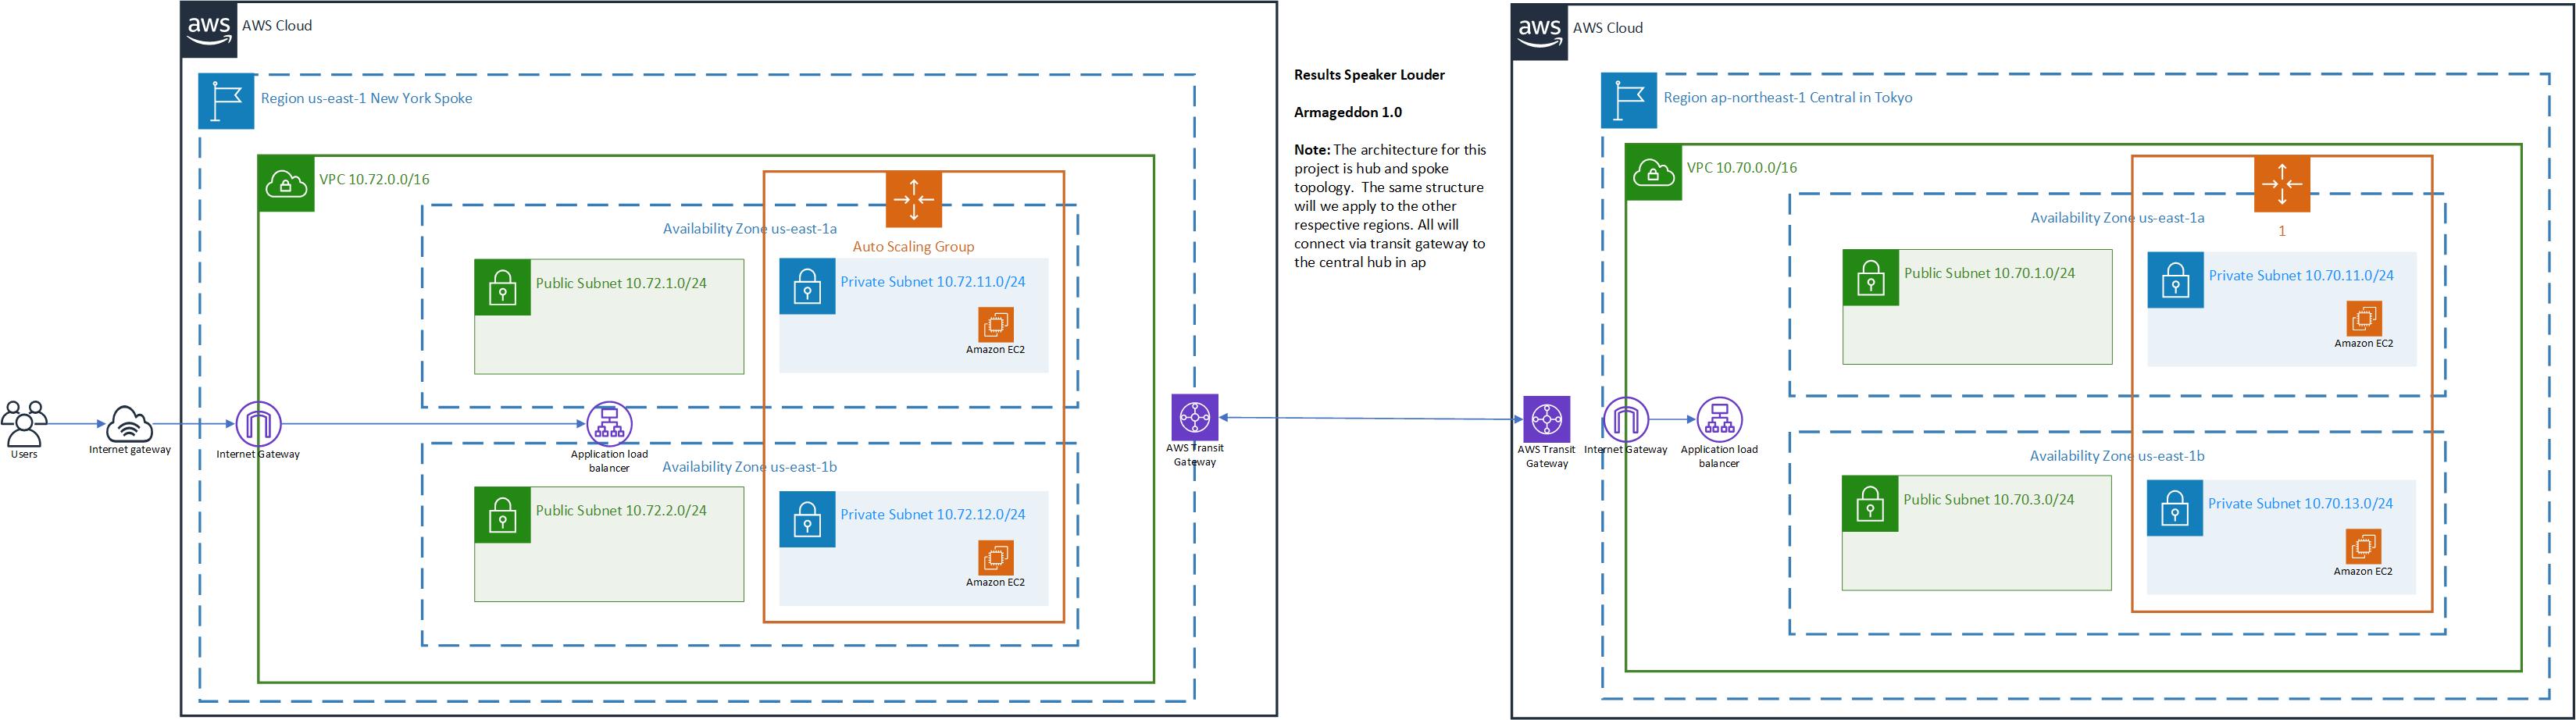 aws
AWS Cloud
Region us-east-1 New York Spoke
VPC 10.72.0.0/16
Availability Zone us-east-1a
Auto Scaling Group
Public Subnet 10.72.1.0/24
Private Subnet 10.72.11.0/24
Amazon EC2
Users
Internet gateway
Internet Gateway
Application load
balancer
Availability Zone us-east-1b
Public Subnet 10.72.2.0/24
Private Subnet 10.72.12.0/24
Amazon EC2
AWS Transit
Gateway
Results Speaker Louder
Armageddon 1.0
Note: The architecture for this
project is hub and spoke
topology. The same structure
will we apply to the other
respective regions. All will
connect via transit gateway to
the central hub in ap
aws
AWS Cloud
Region ap-northeast-1 Central in Tokyo
VPC 10.70.0.0/16
Availability Zone us-east-1a
1
Public Subnet 10.70.1.0/24
Private Subnet 10.70.11.0/24
Amazon EC2
AWS Transit
Gateway
Internet Gateway
Application load
balancer
Availability Zone us-east-1b
Public Subnet 10.70.3.0/24
Private Subnet 10.70.13.0/24
Amazon EC2